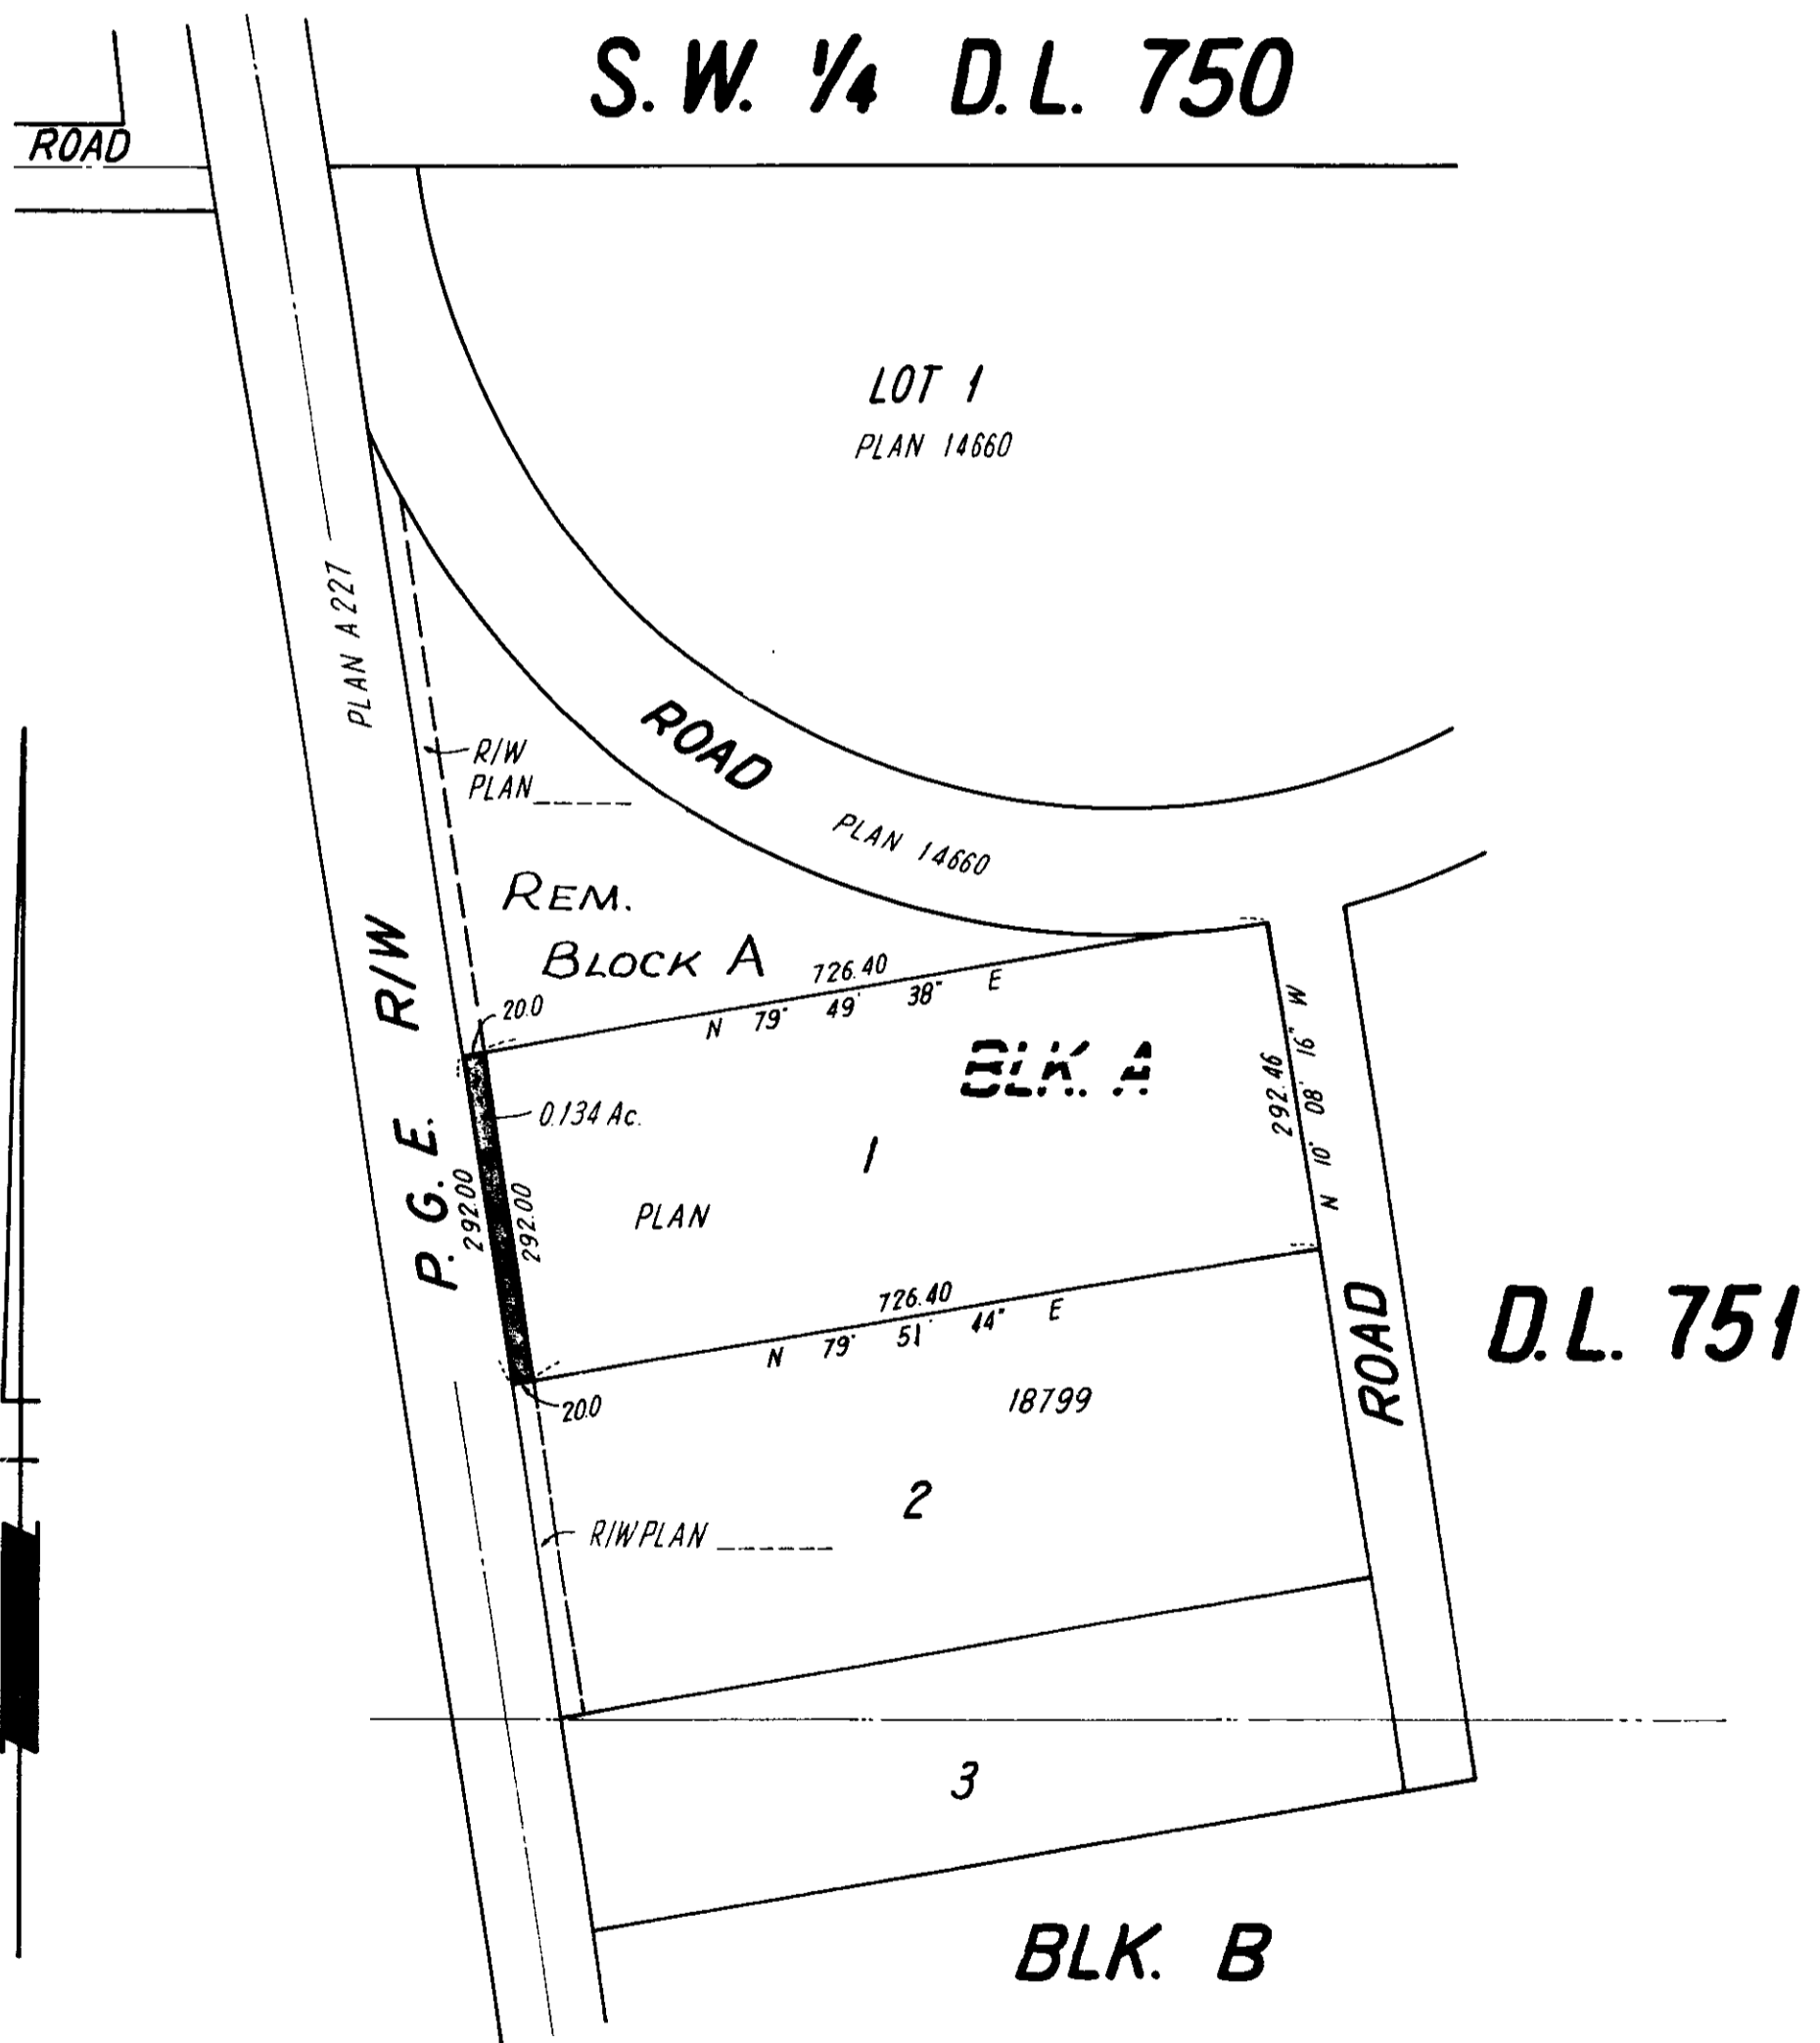 S.W. 1/4 D.L. 750
ROAD
LOT 1
PLAN 14660
PLAN A 227
R/W
PLAN
ROAD
PLAN 14660
REM.
BLOCK A
P.G.E. R/W
726.40
N 79° 49' 38" E
20.0
BLK. A
0.134 Ac.
1
292.46
N 10° 08' 16" W
292.00
292.00
PLAN
726.40
N 79° 51' 44" E
D.L. 751
ROAD
20.0
18799
2
R/W PLAN
3
BLK. B